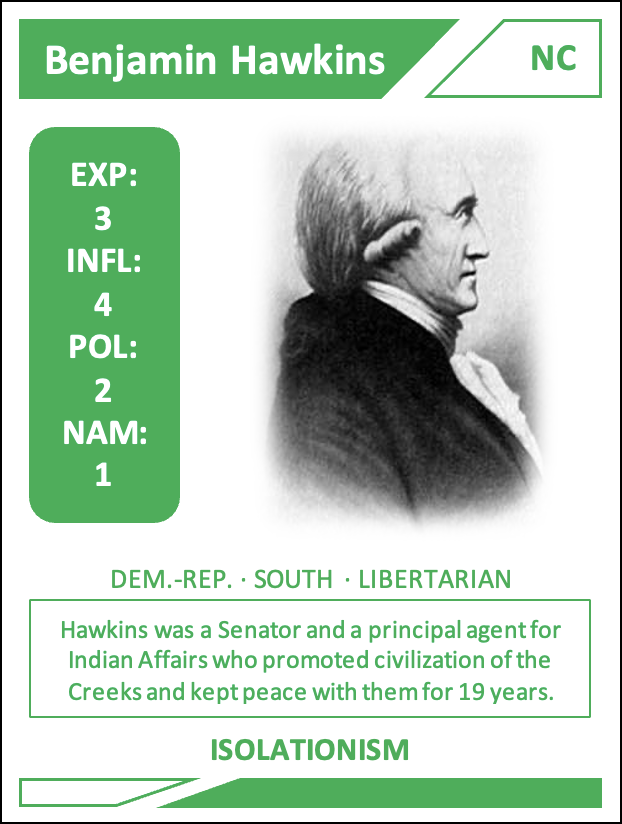 Benjamin Hawkins
NC
EXP:
3
INFL:
4
POL:
2
NAM:
1
DEM.-REP. · SOUTH · LIBERTARIAN
Hawkins was a Senator and a principal agent for
Indian Affairs who promoted civilization of the
Creeks and kept peace with them for 19 years.
ISOLATIONISM